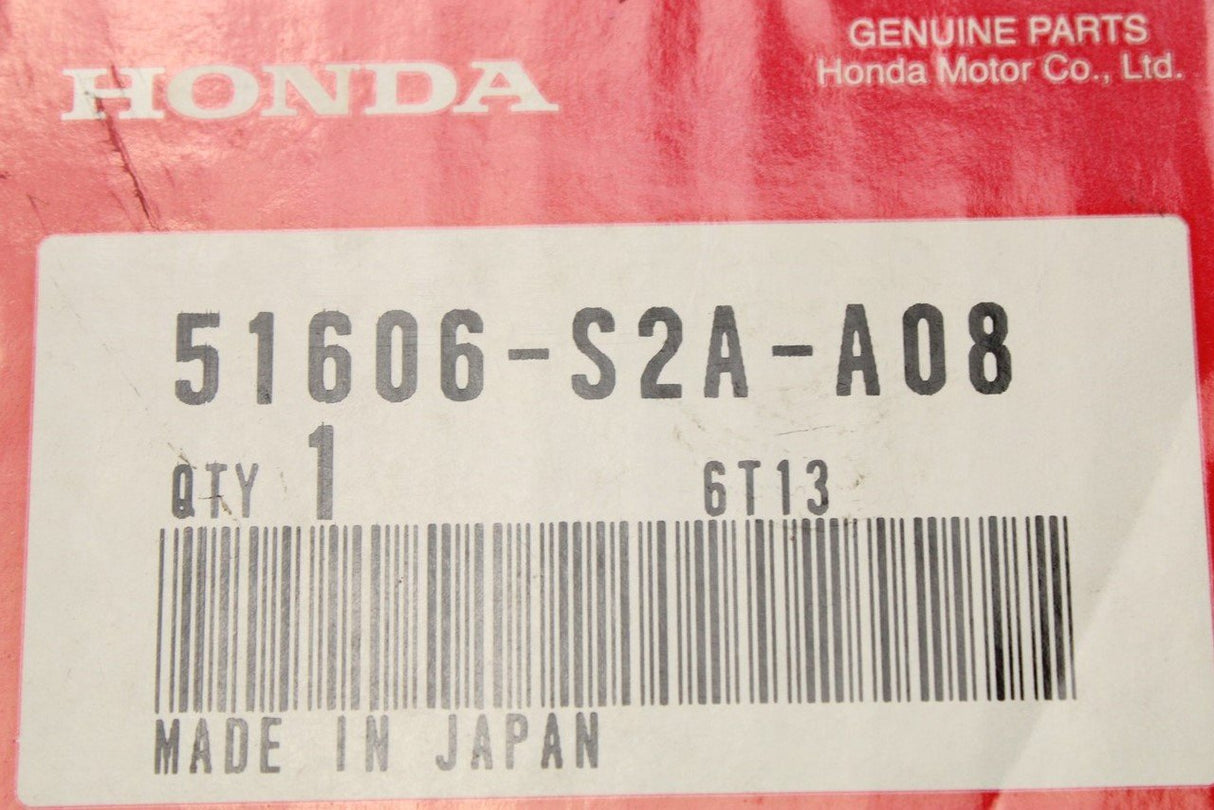 HONDA
GENUINE PARTS
Honda Motor Co., Ltd.
51606-S2A-A08
QTY 1 6T13
MADE IN JAPAN